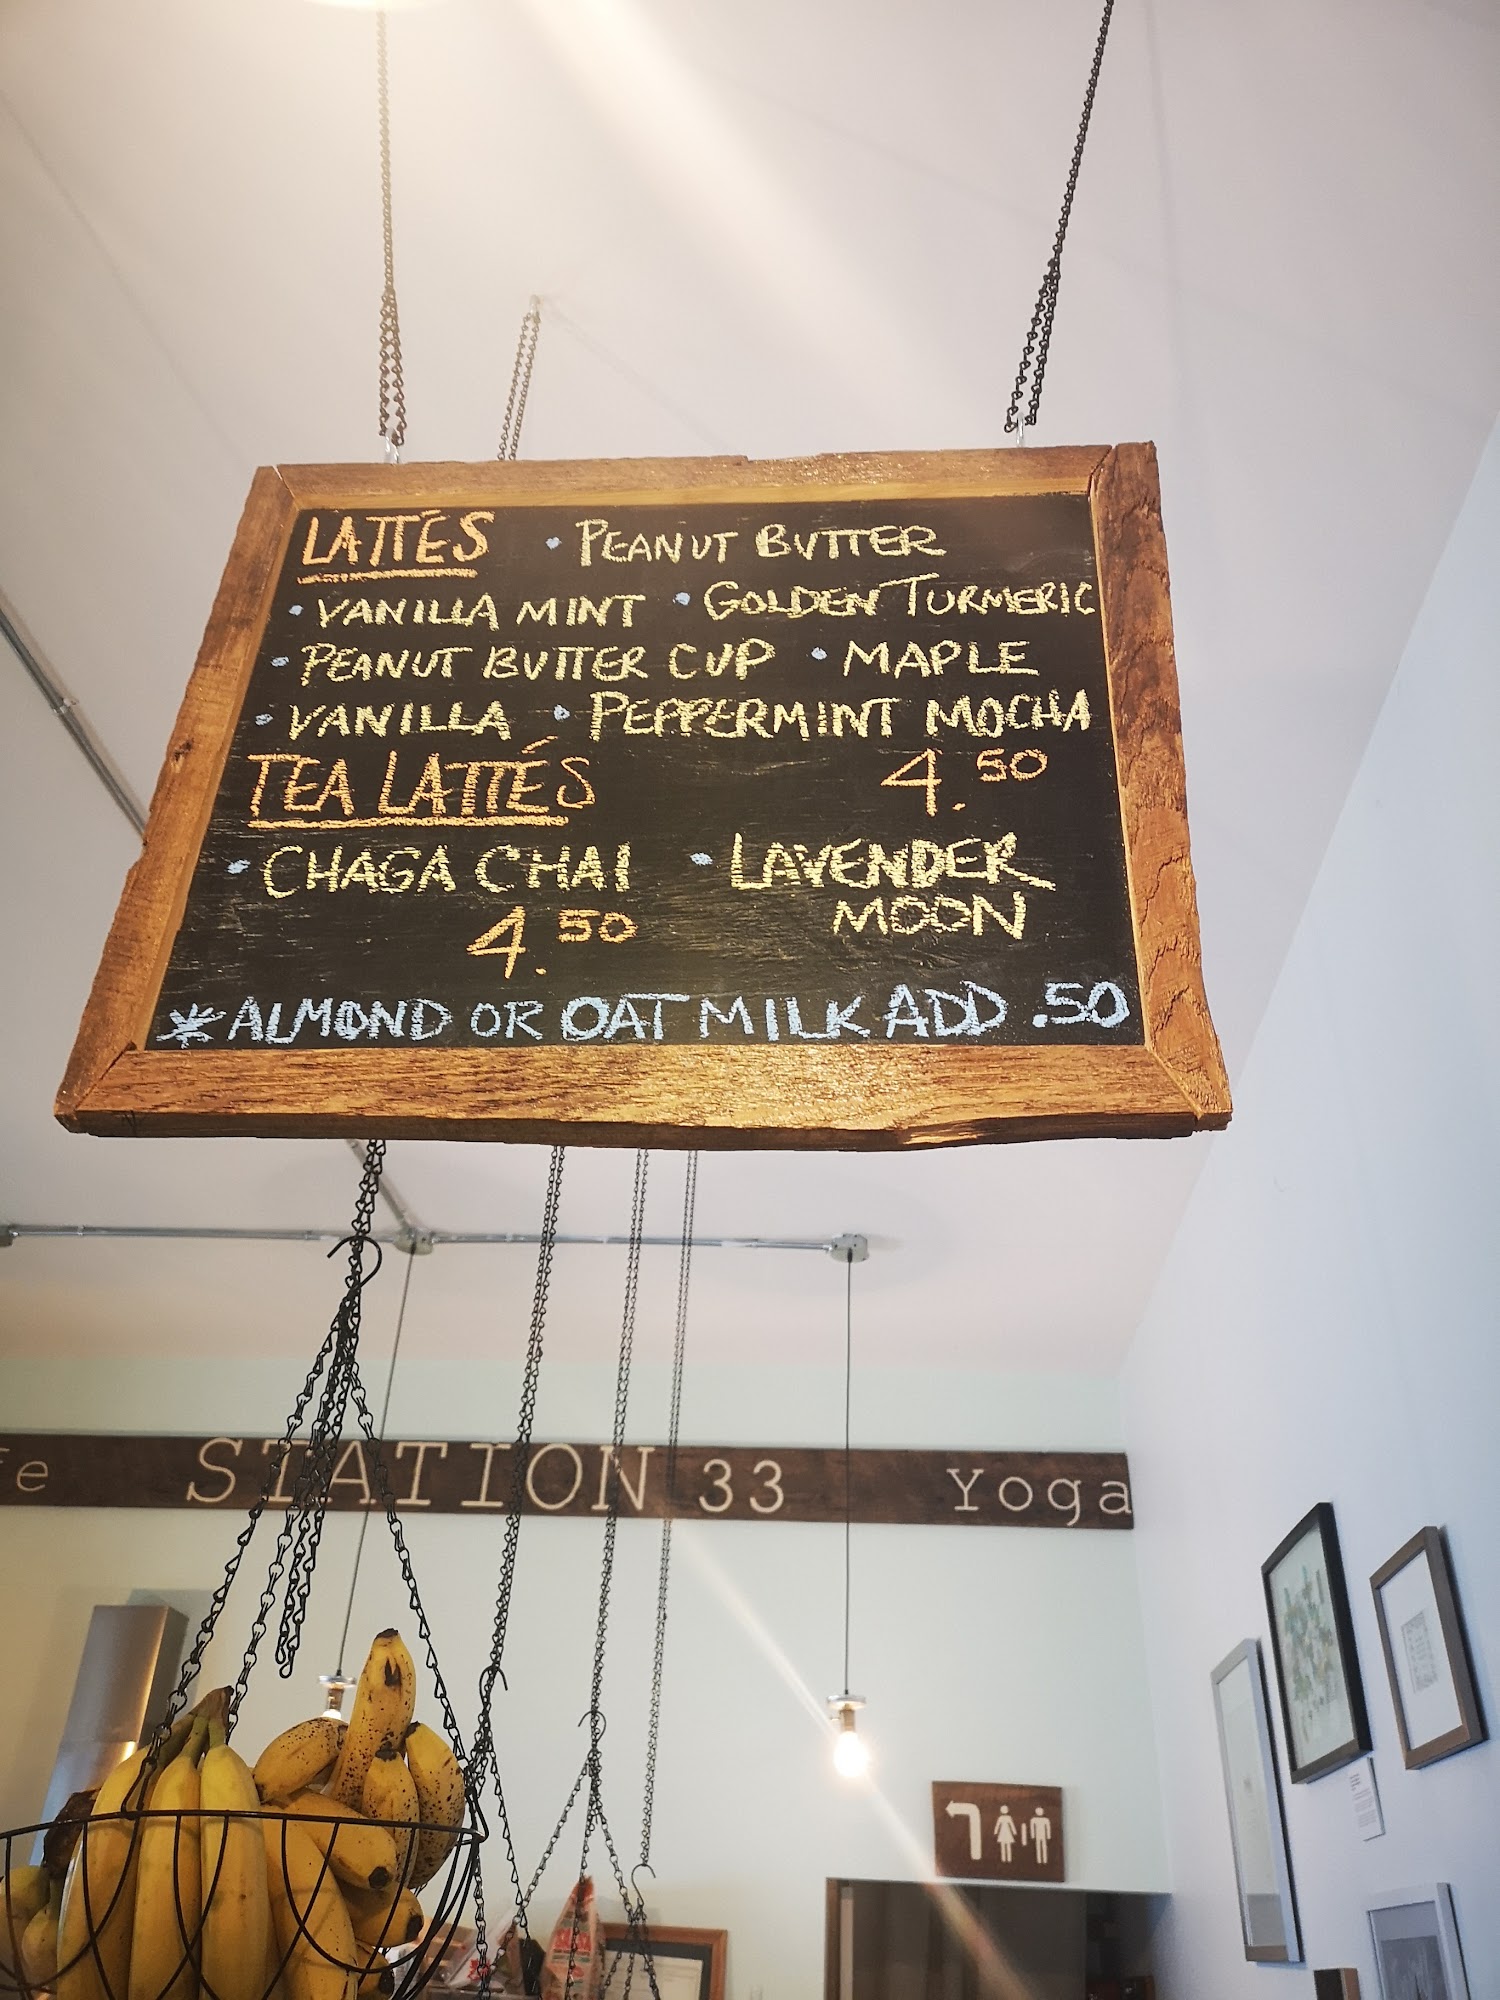 LATTÉS • PEANUT BUTTER
• VANILLA MINT • GOLDEN TURMERIC
• PEANUT BUTTER CUP • MAPLE
• VANILLA • PEPPERMINT MOCHA
TEA LATTÉS 4.50
• CHAGA CHAI • LAVENDER
MOON
4.50
*ALMOND OR OAT MILK ADD .50
fe STATION 33 Yoga